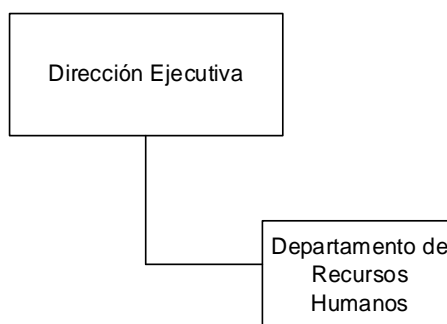 Dirección Ejecutiva
Departamento de
Recursos
Humanos